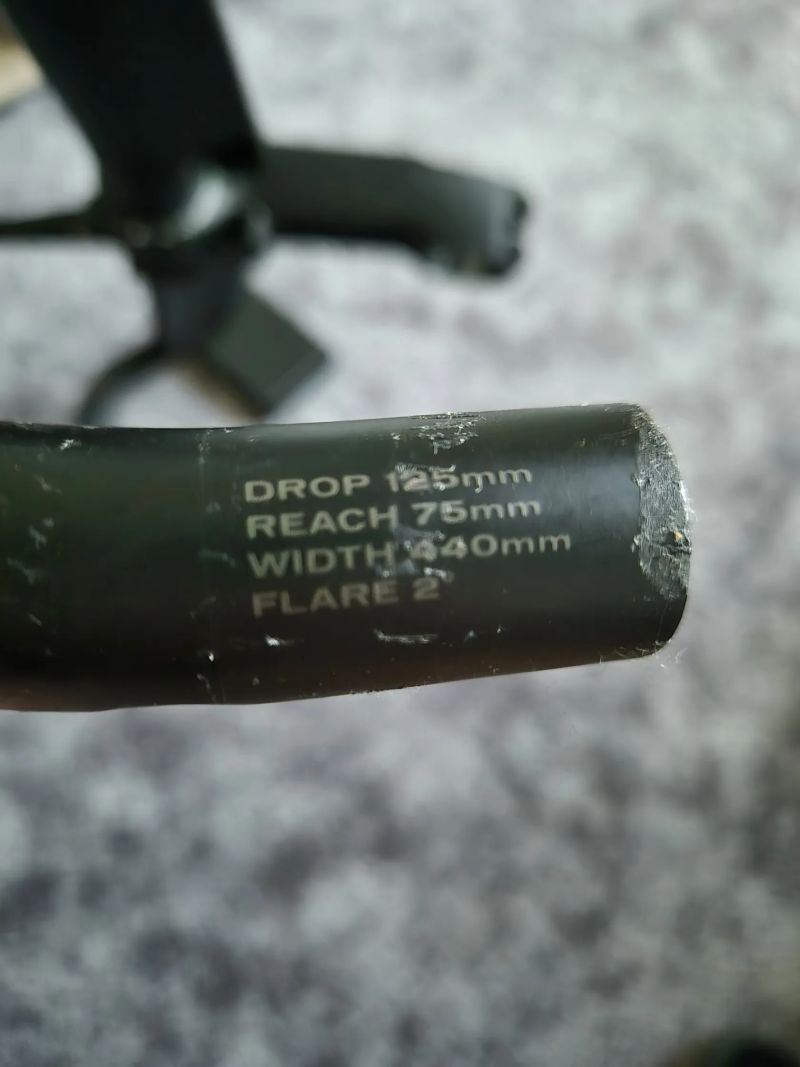 DROP 125mm
REACH 75mm
WIDTH 440mm
FLARE 2°